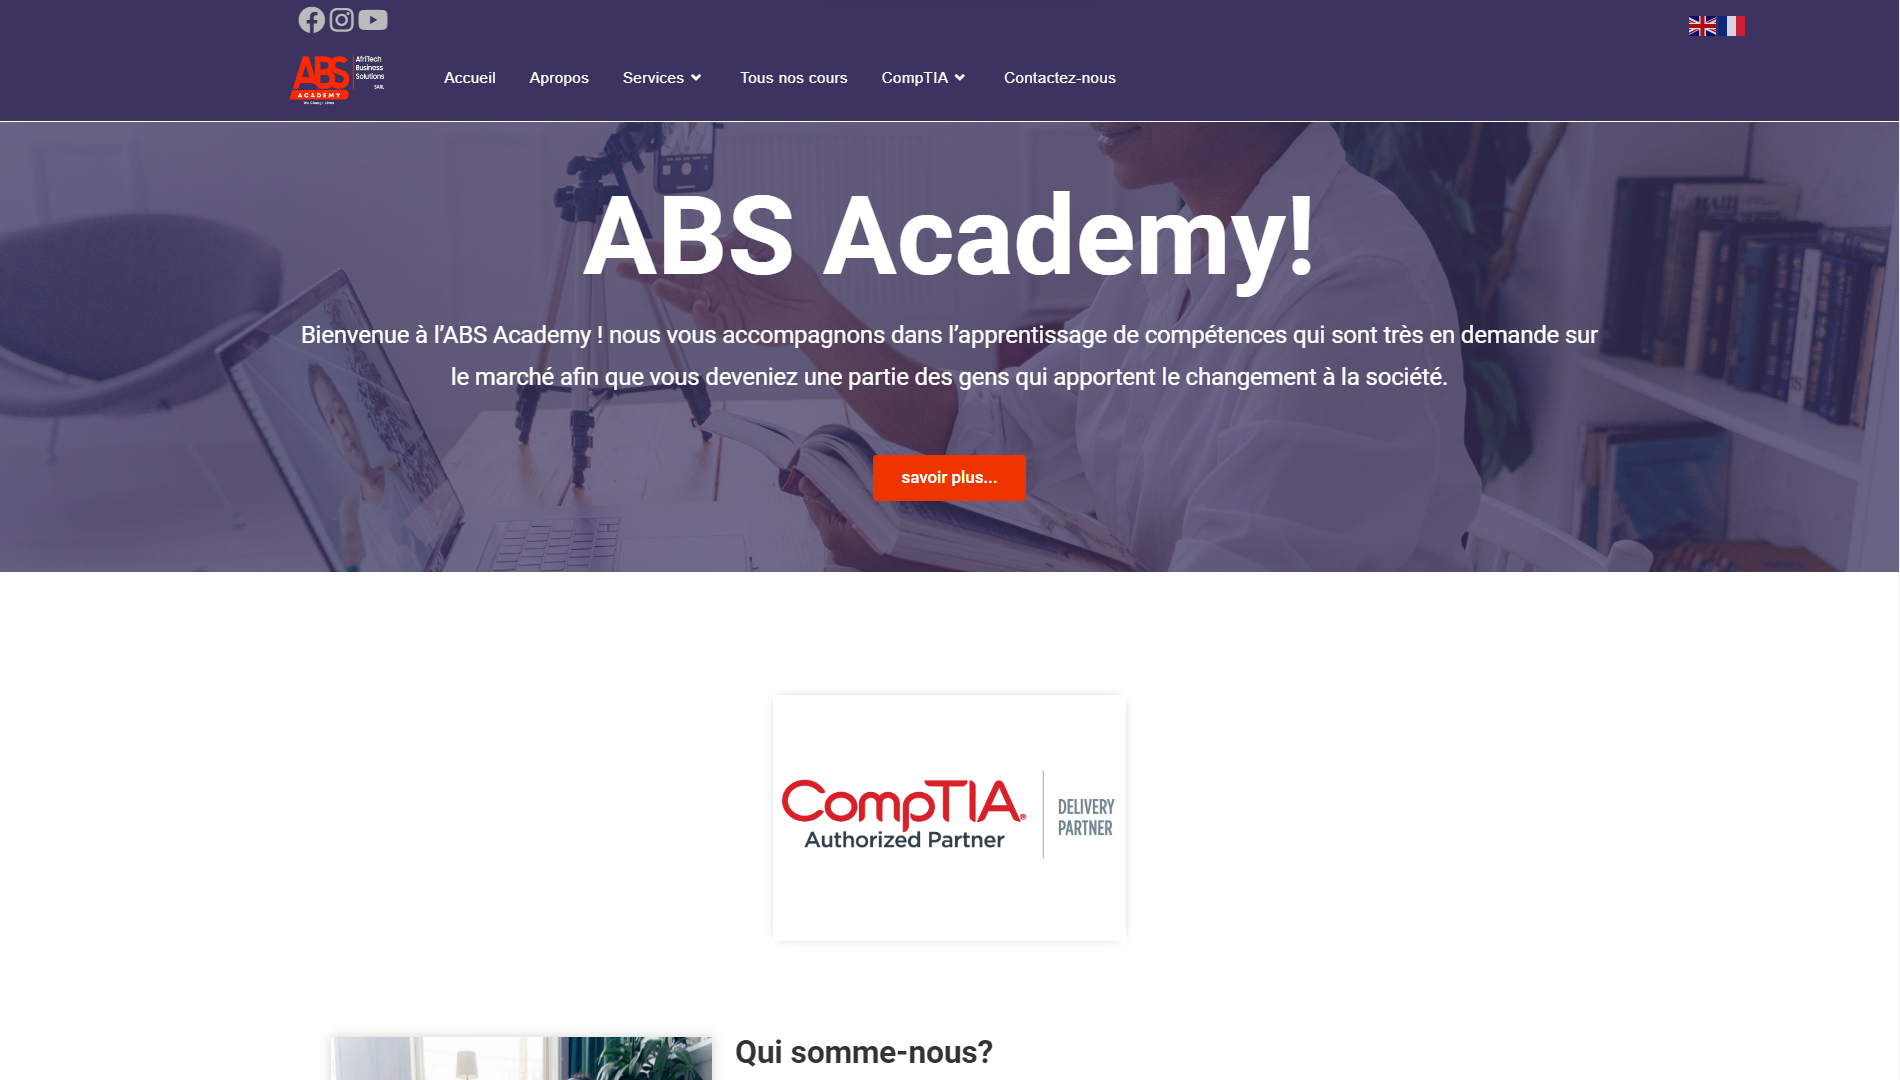 ABS
ACADEMY
AfriTech
Business
Solutions
SARL
We Change Lives
Accueil
Apropos
Services
Tous nos cours
CompTIA
Contactez-nous
ABS Academy!
Bienvenue à l’ABS Academy ! nous vous accompagnons dans l’apprentissage de compétences qui sont très en demande sur
le marché afin que vous deveniez une partie des gens qui apportent le changement à la société.
savoir plus...
CompTIA®
Authorized Partner
DELIVERY
PARTNER
Qui somme-nous?